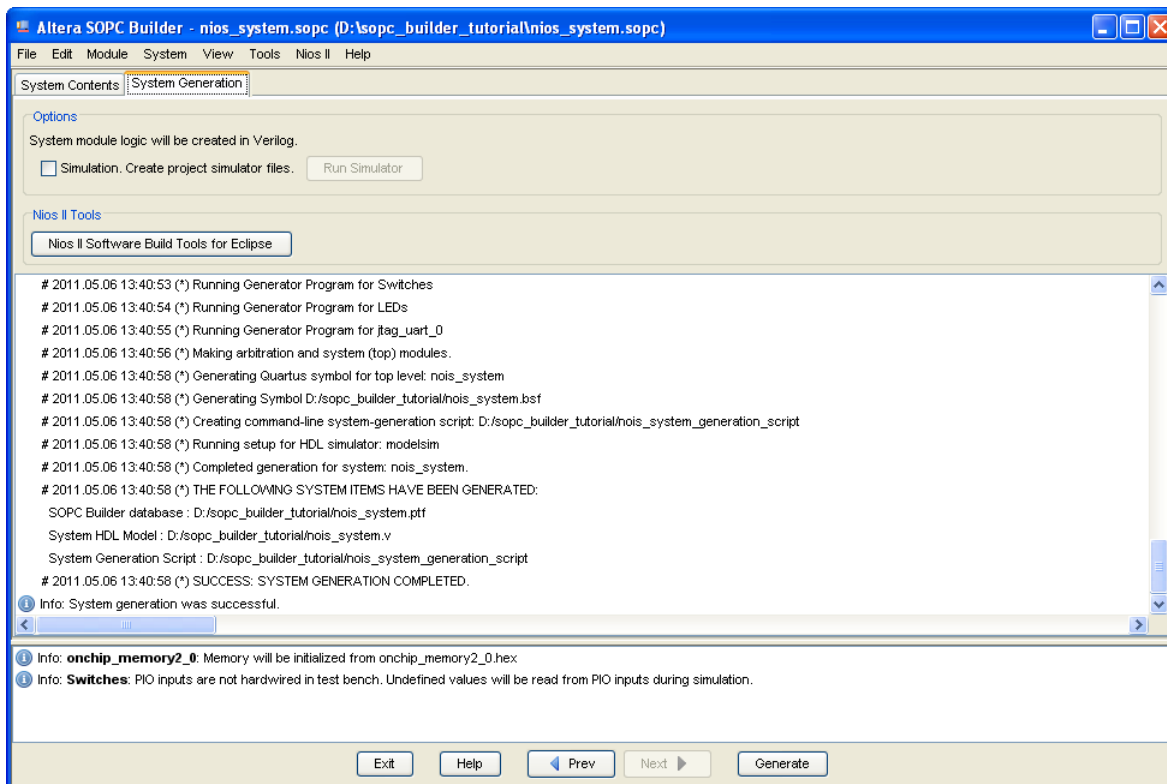 Altera SOPC Builder - nios_system.sopc (D:\sopc_builder_tutorial\nios_system.sopc)
File Edit Module System View Tools Nios II Help
System Contents System Generation
Options
System module logic will be created in Verilog.
Simulation. Create project simulator files. Run Simulator
Nios II Tools
Nios II Software Build Tools for Eclipse
# 2011.05.06 13:40:53 (*) Running Generator Program for Switches
# 2011.05.06 13:40:54 (*) Running Generator Program for LEDs
# 2011.05.06 13:40:55 (*) Running Generator Program for jtag_uart_0
# 2011.05.06 13:40:56 (*) Making arbitration and system (top) modules.
# 2011.05.06 13:40:58 (*) Generating Quartus symbol for top level: nois_system
# 2011.05.06 13:40:58 (*) Generating Symbol D:/sopc_builder_tutorial/nois_system.bsf
# 2011.05.06 13:40:58 (*) Creating command-line system-generation script: D:/sopc_builder_tutorial/nois_system_generation_script
# 2011.05.06 13:40:58 (*) Running setup for HDL simulator: modelsim
# 2011.05.06 13:40:58 (*) Completed generation for system: nois_system.
# 2011.05.06 13:40:58 (*) THE FOLLOWING SYSTEM ITEMS HAVE BEEN GENERATED:
SOPC Builder database : D:/sopc_builder_tutorial/nois_system.ptf
System HDL Model : D:/sopc_builder_tutorial/nois_system.v
System Generation Script : D:/sopc_builder_tutorial/nois_system_generation_script
# 2011.05.06 13:40:58 (*) SUCCESS: SYSTEM GENERATION COMPLETED.
Info: System generation was successful.
Info: onchip_memory2_0: Memory will be initialized from onchip_memory2_0.hex
Info: Switches: PIO inputs are not hardwired in test bench. Undefined values will be read from PIO inputs during simulation.
Exit Help Prev Next Generate